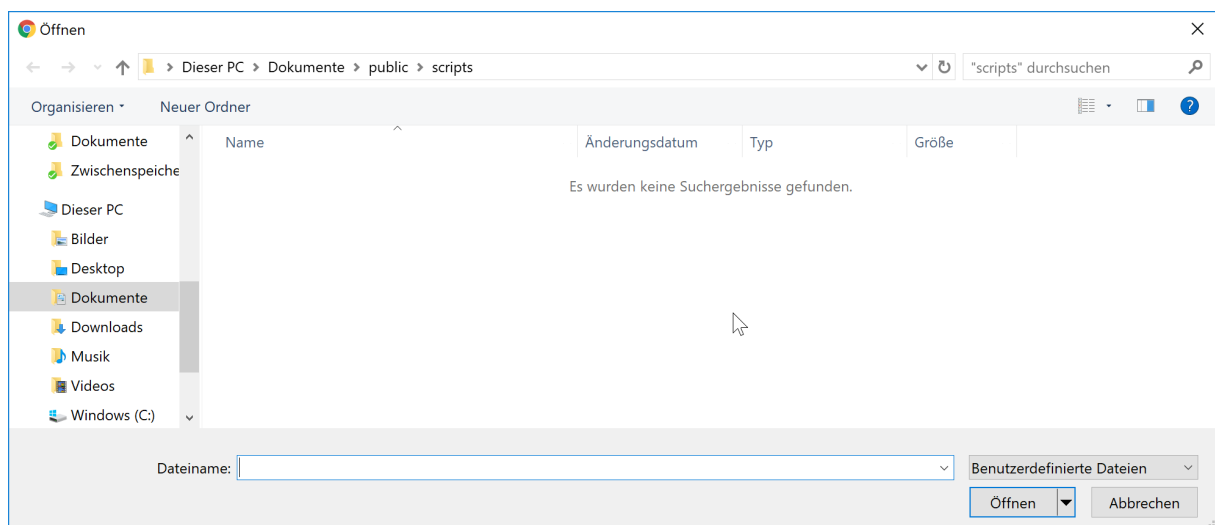 Öffnen
Dieser PC > Dokumente > public > scripts
"scripts" durchsuchen
Organisieren
Neuer Ordner
Dokumente
Zwischenspeiche
Dieser PC
Bilder
Desktop
Dokumente
Downloads
Musik
Videos
Windows (C:)
Name Änderungsdatum Typ Größe
Es wurden keine Suchergebnisse gefunden.
Dateiname:
Benutzerdefinierte Dateien
Öffnen
Abbrechen